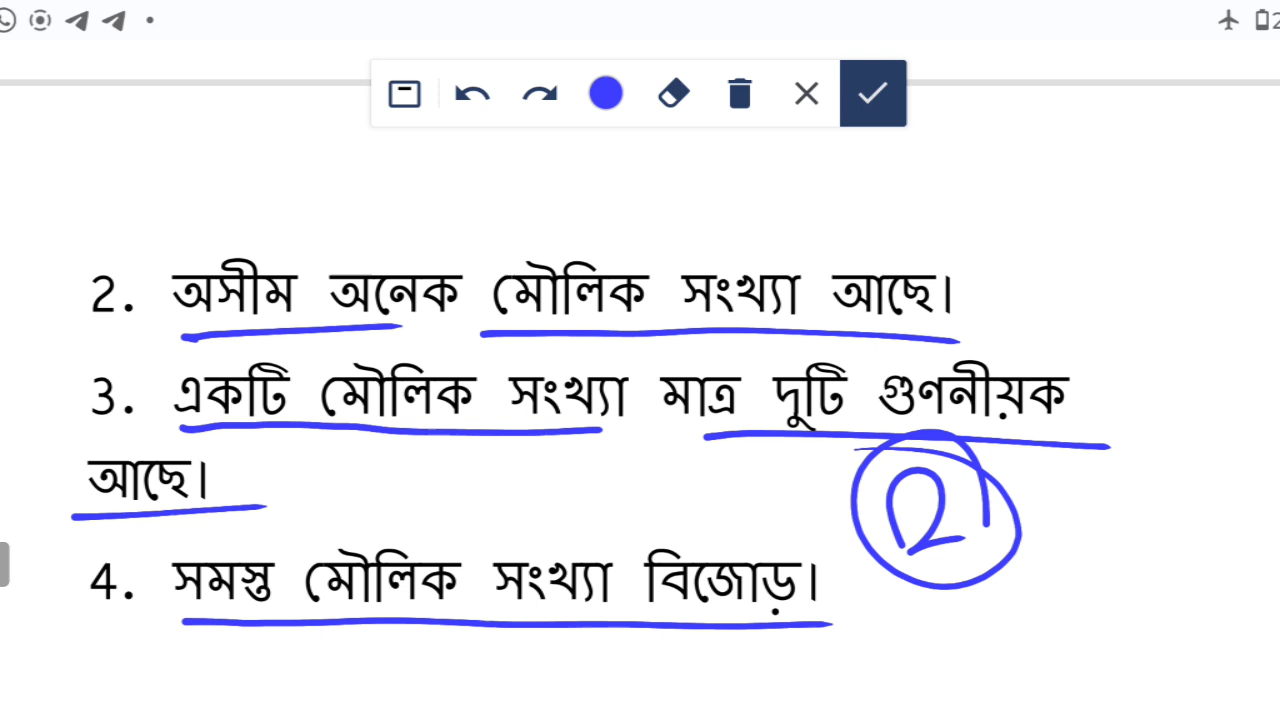 2. অসীম অনেক মৌলিক সংখ্যা আছে।
3. একটি মৌলিক সংখ্যা মাত্র দুটি গুণনীয়ক
আছে।
2
4. সমস্ত মৌলিক সংখ্যা বিজোড়।